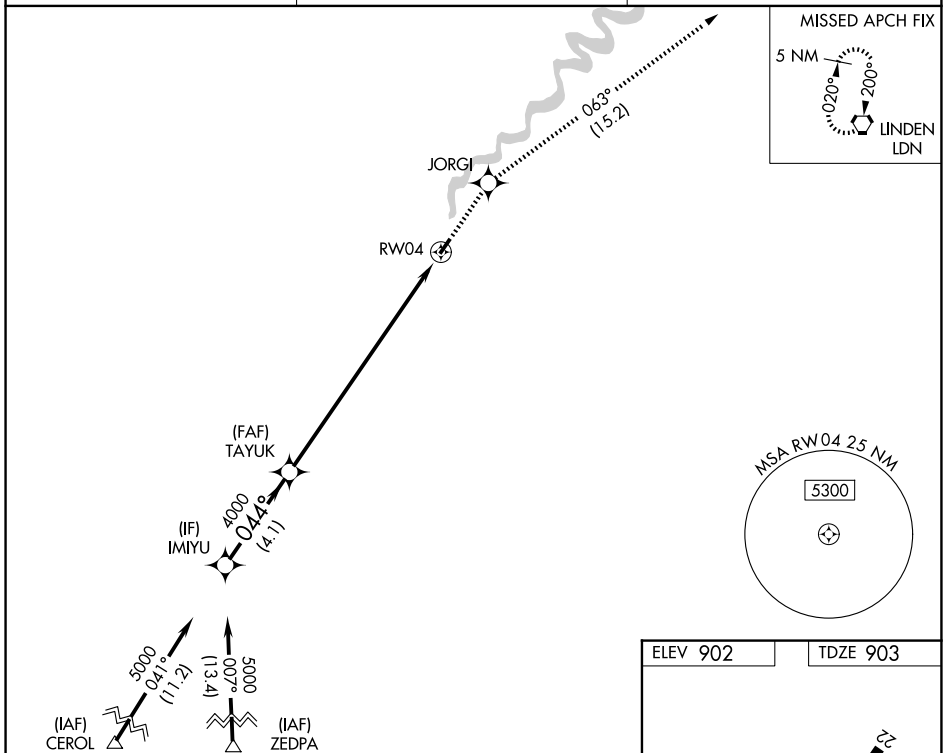 MISSED APCH FIX
5 NM
020°
200°
LINDEN
LDN
063°
(15.2)
JORGI
RW04
(FAF)
TAYUK
4000
044°
(4.1)
(IF)
IMIYU
MSA RW04 25 NM
5300
5000
041°
(11.2)
5000
007°
(13.4)
(IAF)
CEROL
(IAF)
ZEDPA
ELEV 902
TDZE 903
22